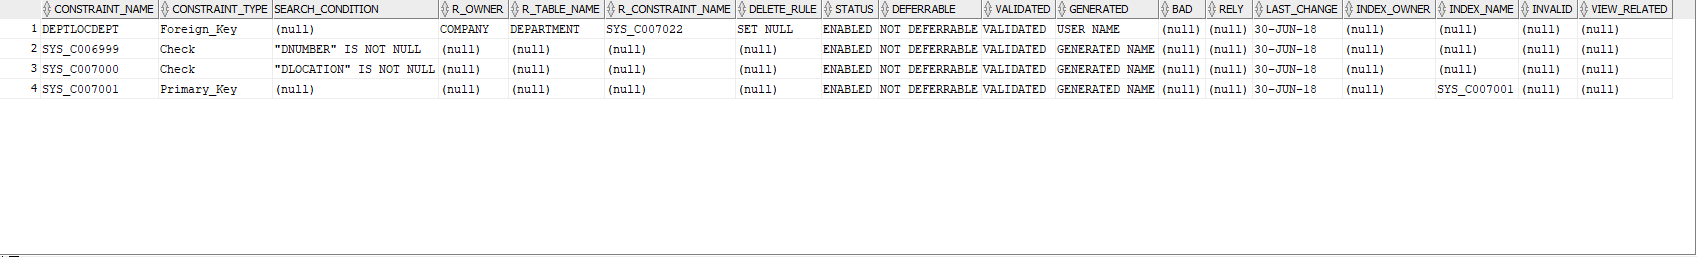 CONSTRAINT_NAME CONSTRAINT_TYPE SEARCH_CONDITION R_OWNER R_TABLE_NAME R_CONSTRAINT_NAME DELETE_RULE STATUS DEFERRABLE VALIDATED GENERATED BAD RELY LAST_CHANGE INDEX_OWNER INDEX_NAME INVALID VIEW_RELATED
1 DEPTLOCDEPT Foreign_Key (null) COMPANY DEPARTMENT SYS_C007022 SET NULL ENABLED NOT DEFERRABLE VALIDATED USER NAME (null) (null) 30-JUN-18 (null) (null) (null) (null)
2 SYS_C006999 Check "DNUMBER" IS NOT NULL (null) (null) (null) (null) ENABLED NOT DEFERRABLE VALIDATED GENERATED NAME (null) (null) 30-JUN-18 (null) (null) (null) (null)
3 SYS_C007000 Check "DLOCATION" IS NOT NULL (null) (null) (null) (null) ENABLED NOT DEFERRABLE VALIDATED GENERATED NAME (null) (null) 30-JUN-18 (null) (null) (null) (null)
4 SYS_C007001 Primary_Key (null) (null) (null) (null) (null) ENABLED NOT DEFERRABLE VALIDATED GENERATED NAME (null) (null) 30-JUN-18 (null) SYS_C007001 (null) (null)